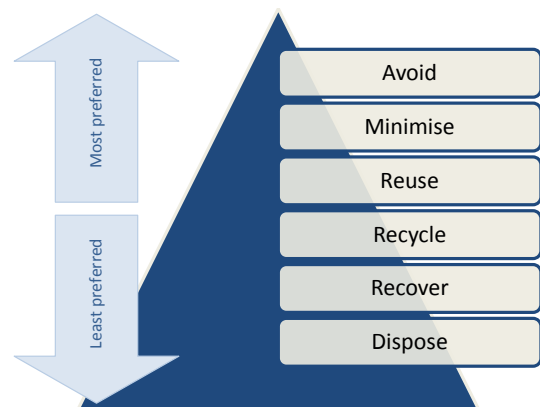 Most preferred
Least preferred
Avoid
Minimise
Reuse
Recycle
Recover
Dispose